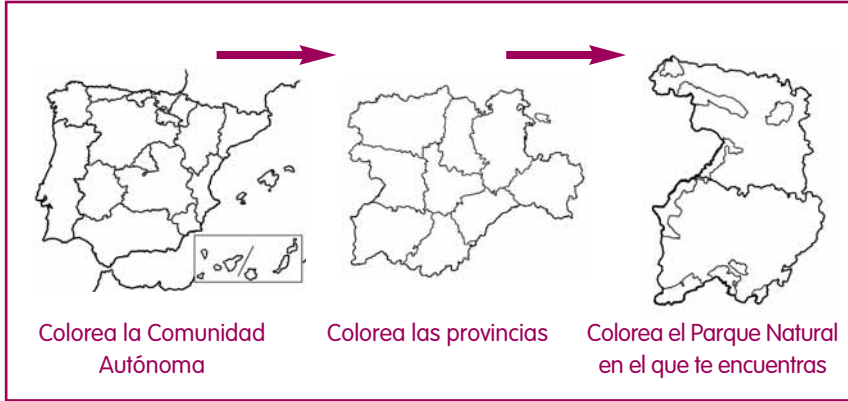 Colorea la Comunidad
Autónoma
Colorea las provincias
Colorea el Parque Natural
en el que te encuentras